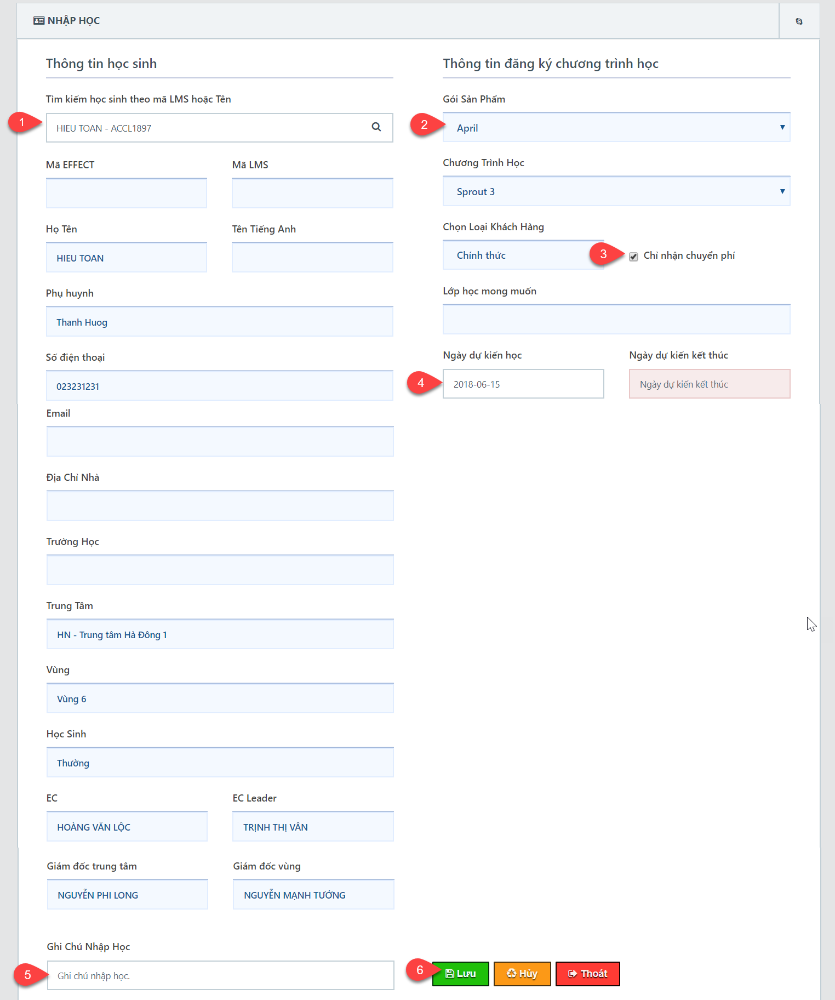 NHẬP HỌC
Thông tin học sinh
Tìm kiếm học sinh theo mã LMS hoặc Tên
1
HIEU TOAN - ACCL1897
Mã EFFECT
Mã LMS
Họ Tên
Tên Tiếng Anh
HIEU TOAN
Phụ huynh
Thanh Huog
Số điện thoại
023231231
Email
Địa Chỉ Nhà
Trường Học
Trung Tâm
HN - Trung tâm Hà Đông 1
Vùng
Vùng 6
Học Sinh
Thường
EC
EC Leader
HOÀNG VĂN LỘC
TRỊNH THỊ VÂN
Giám đốc trung tâm
Giám đốc vùng
NGUYỄN PHI LONG
NGUYỄN MẠNH TƯỞNG
Ghi Chú Nhập Học
5
Ghi chú nhập học.
Thông tin đăng ký chương trình học
Gói Sản Phẩm
2
April
Chương Trình Học
Sprout 3
Chọn Loại Khách Hàng
Chính thức
3
Chỉ nhận chuyển phí
Lớp học mong muốn
Ngày dự kiến học
Ngày dự kiến kết thúc
4
2018-06-15
Ngày dự kiến kết thúc
6
Lưu
Hủy
Thoát